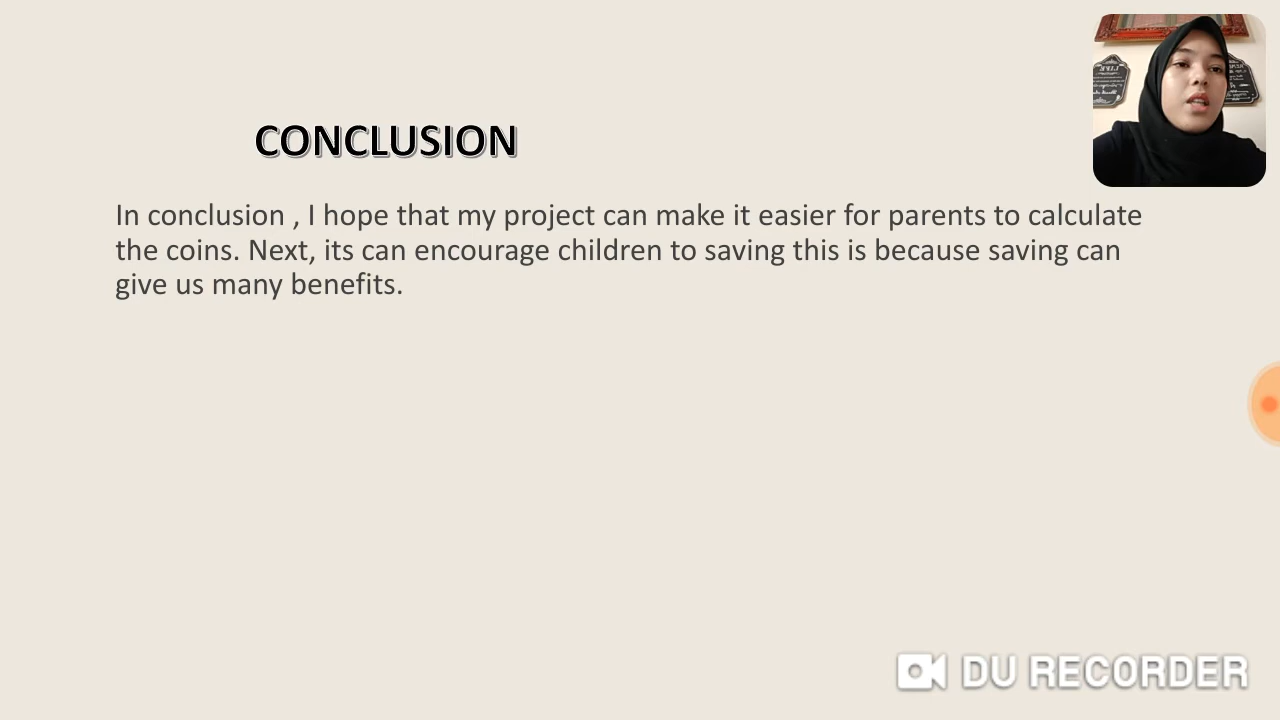 CONCLUSION
In conclusion , I hope that my project can make it easier for parents to calculate
the coins. Next, its can encourage children to saving this is because saving can
give us many benefits.
DU RECORDER